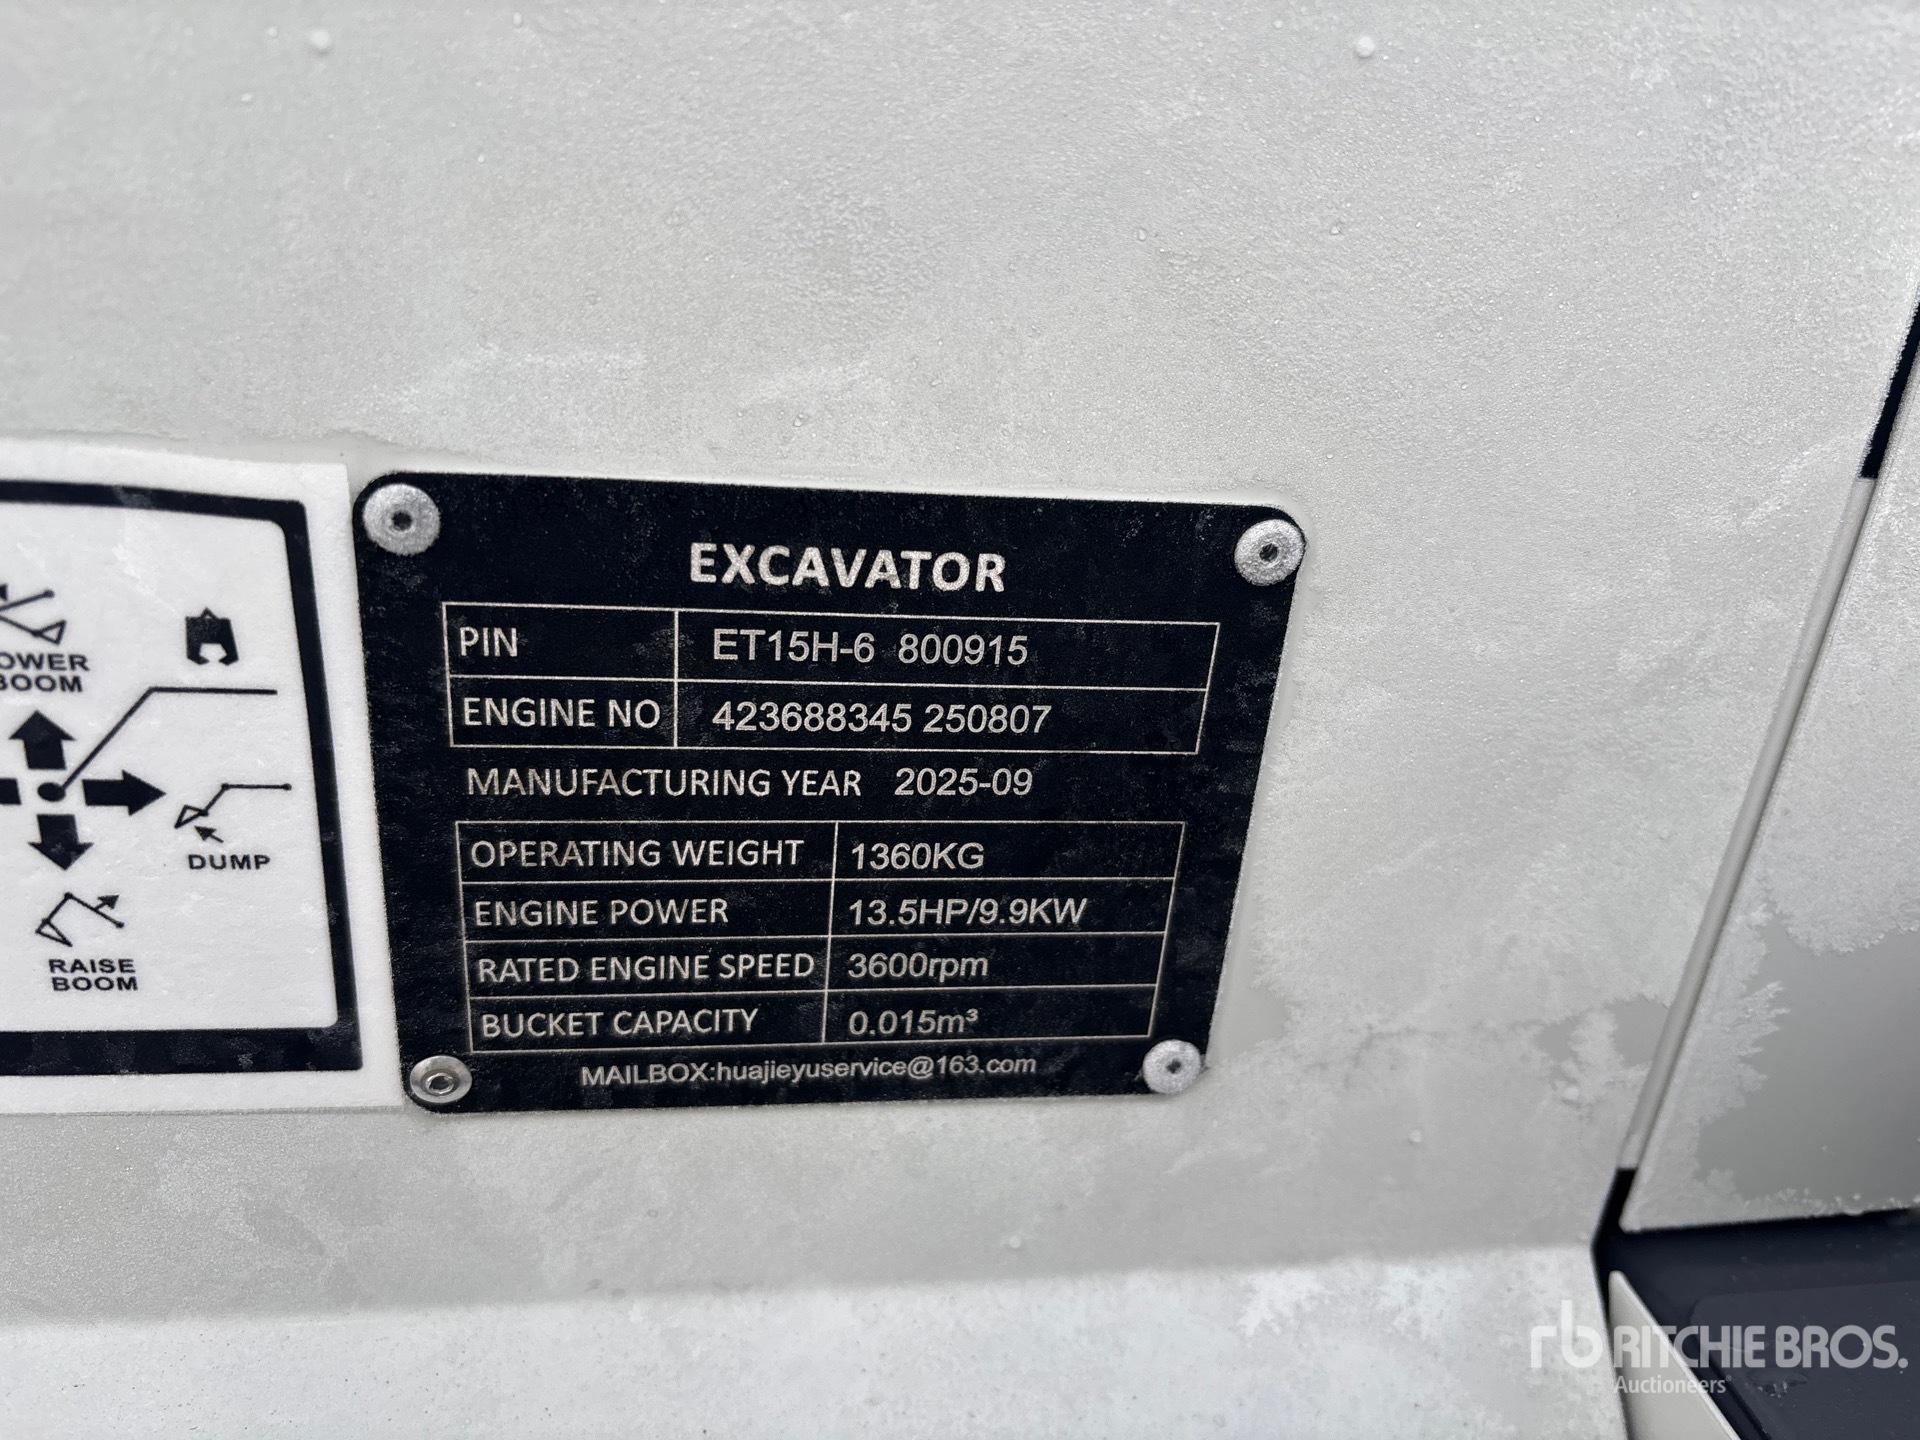 EXCAVATOR
PIN ET15H-6 800915
ENGINE NO 423688345 250807
MANUFACTURING YEAR 2025-09
OPERATING WEIGHT 1360KG
ENGINE POWER 13.5HP/9.9KW
RATED ENGINE SPEED 3600rpm
BUCKET CAPACITY 0.015m³
MAILBOX:huajieyuservice@163.com
OWER
BOOM
DUMP
RAISE
BOOM
rb RITCHIE BROS.
Auctioneers